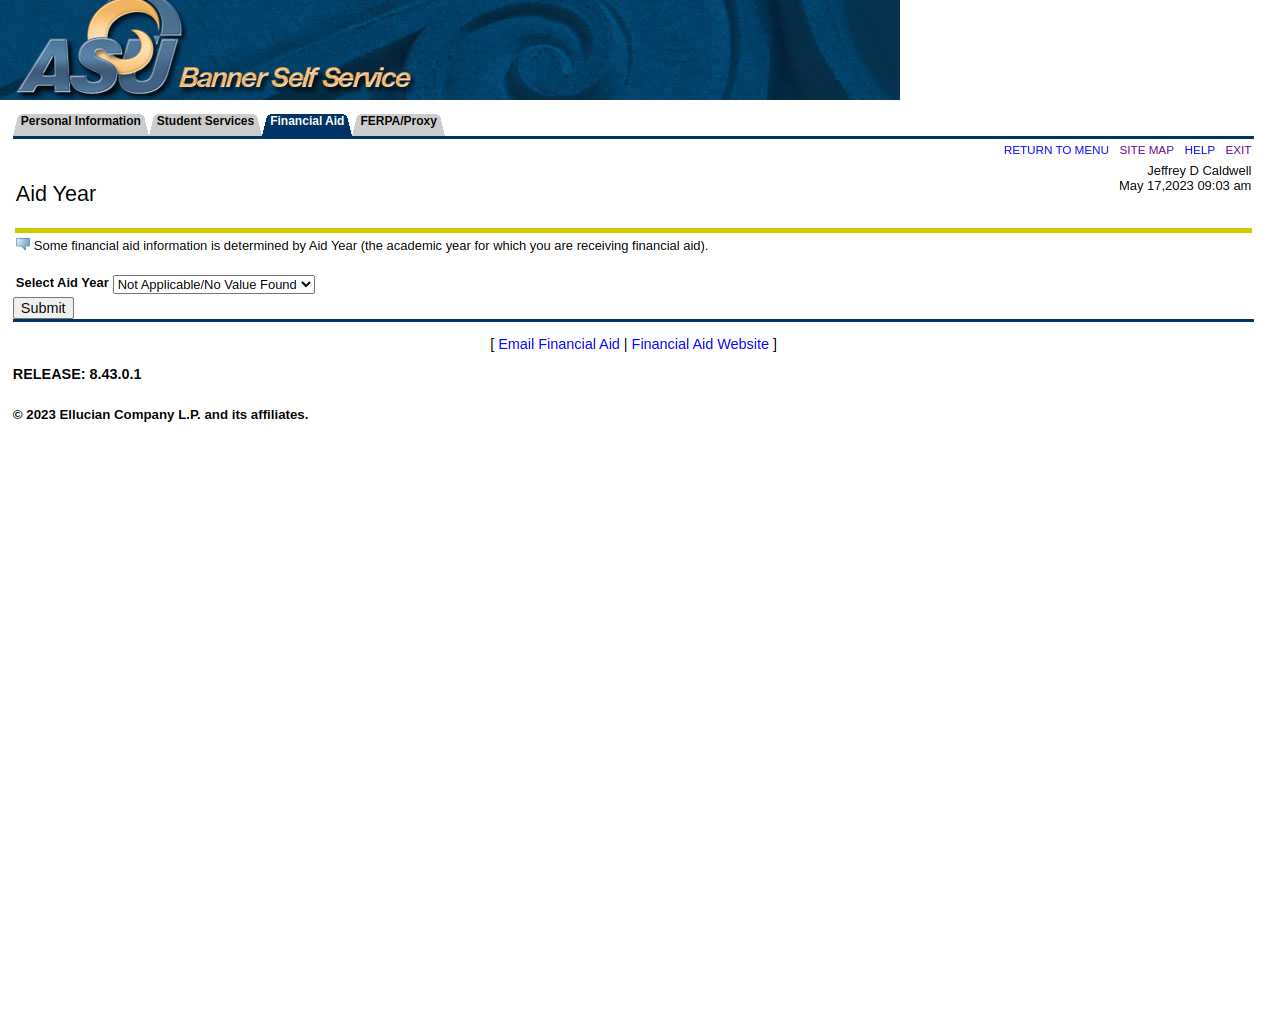 ASU Banner Self Service
Personal Information Student Services Financial Aid FERPA/Proxy
RETURN TO MENU SITE MAP HELP EXIT
Jeffrey D Caldwell
May 17,2023 09:03 am
Aid Year
Some financial aid information is determined by Aid Year (the academic year for which you are receiving financial aid).
Select Aid Year Not Applicable/No Value Found
Submit
[ Email Financial Aid | Financial Aid Website ]
RELEASE: 8.43.0.1
© 2023 Ellucian Company L.P. and its affiliates.